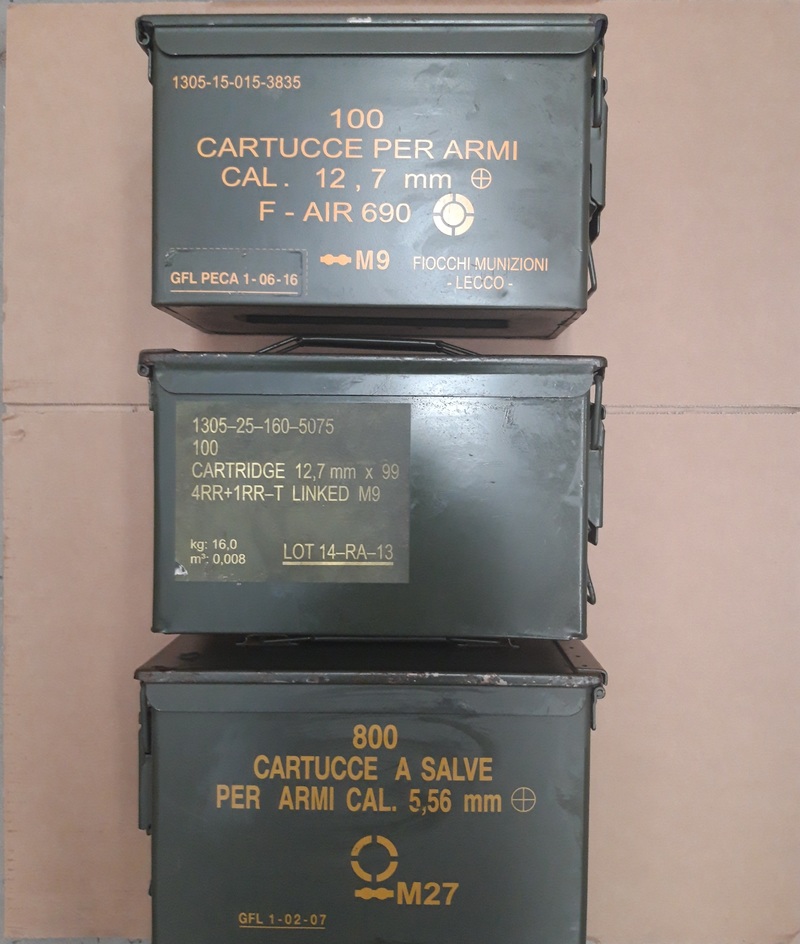 1305-15-015-3835
100
CARTUCCE PER ARMI
CAL. 12,7 mm
F - AIR 690
M9
FIOCCHI MUNIZIONI
- LECCO -
GFL PECA 1-06-16
1305-25-160-5075
100
CARTRIDGE 12,7 mm x 99
4RR+1RR-T LINKED M9
kg: 16,0
m³: 0,008
LOT 14-RA-13
800
CARTUCCE A SALVE
PER ARMI CAL. 5,56 mm
M27
GFL 1-02-07